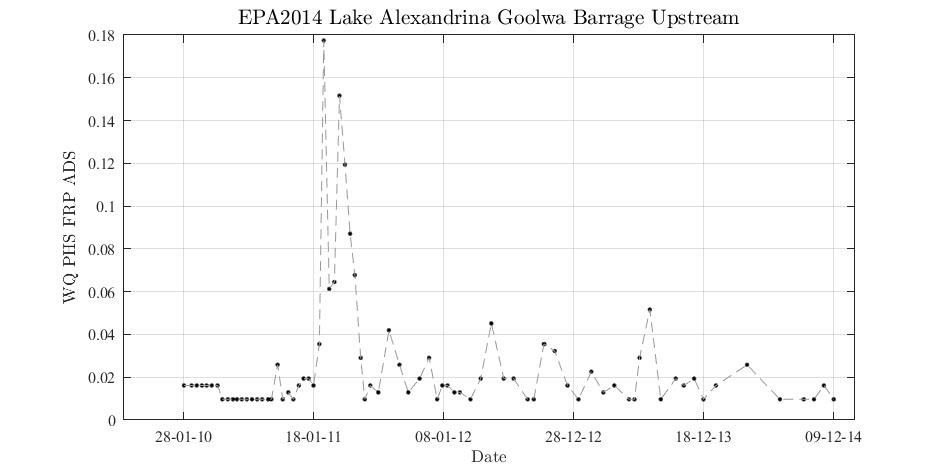 EPA2014 Lake Alexandrina Goolwa Barrage Upstream
WQ PHS FRP ADS
0.18
0.16
0.14
0.12
0.1
0.08
0.06
0.04
0.02
0
28-01-10 18-01-11 08-01-12 28-12-12 18-12-13 09-12-14
Date